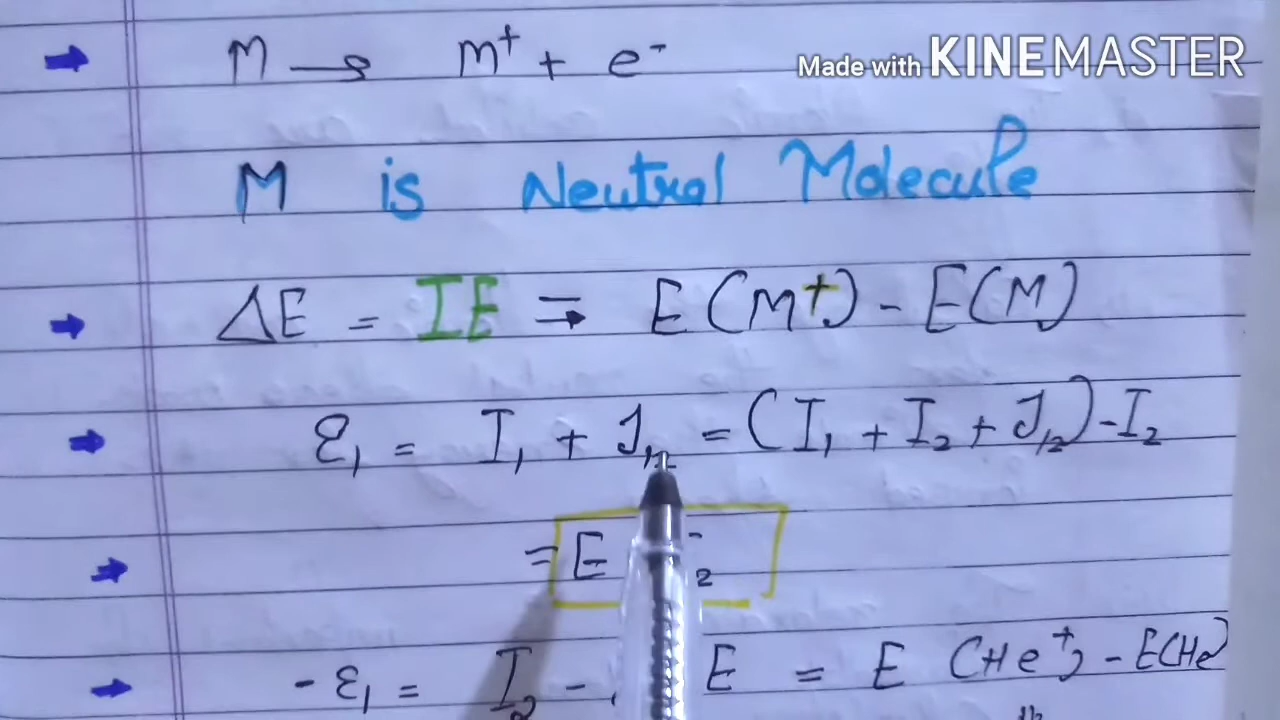 M → M⁺ + e⁻
Made with KINEMASTER
M is Neutral Molecule
ΔE = IE ⇒ E(M⁺) - E(M)
ε₁ = I₁ + J₁₂ = (I₁ + I₂ + J₁₂) - I₂
= E - ₂
- ε₁ = I₂ - E = E (He⁺) - E(He)